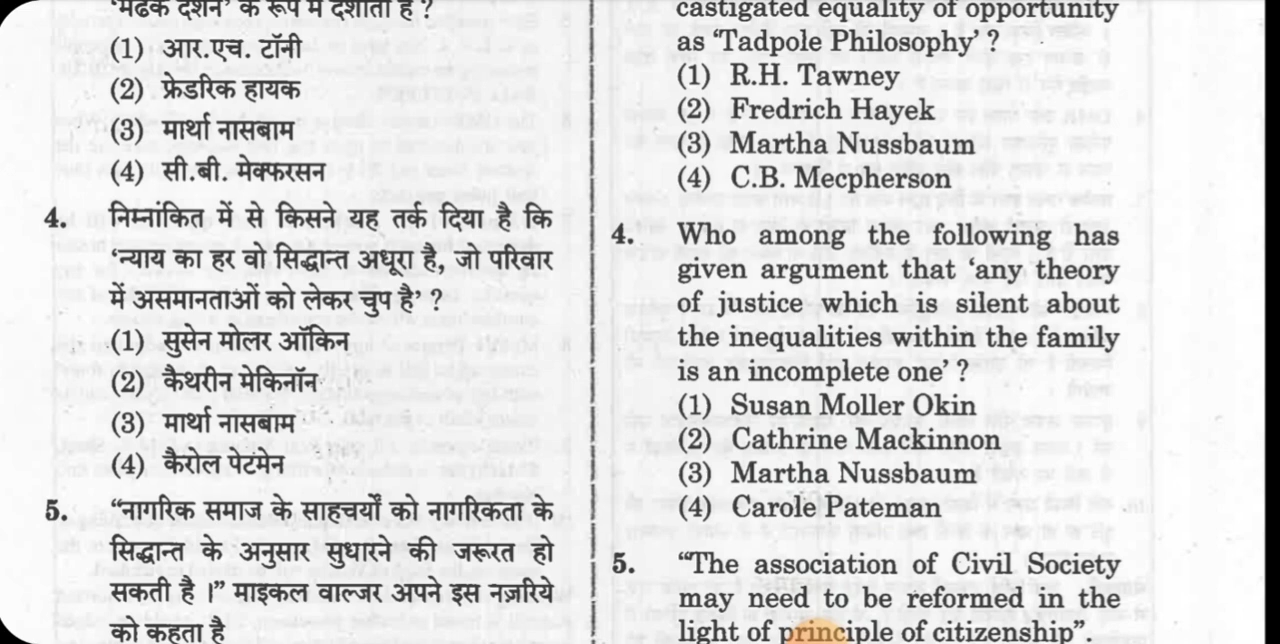 'मेंढक दर्शन' के रूप में दर्शाता है ?
(1) आर.एच. टॉनी
(2) फ्रेडरिक हायक
(3) मार्था नासबाम
(4) सी.बी. मेक्फरसन
4. निम्नांकित में से किसने यह तर्क दिया है कि
'न्याय का हर वो सिद्धान्त अधूरा है, जो परिवार
में असमानताओं को लेकर चुप है' ?
(1) सुसेन मोलर ऑकिन
(2) कैथरीन मेकिनॉन
(3) मार्था नासबाम
(4) कैरोल पेटमेन
5. "नागरिक समाज के साहचर्यों को नागरिकता के
सिद्धान्त के अनुसार सुधारने की जरूरत हो
सकती है ।" माइकल वाल्जर अपने इस नज़रिये
को कहता है
castigated equality of opportunity
as 'Tadpole Philosophy' ?
(1) R.H. Tawney
(2) Fredrich Hayek
(3) Martha Nussbaum
(4) C.B. Mecpherson
4. Who among the following has
given argument that 'any theory
of justice which is silent about
the inequalities within the family
is an incomplete one' ?
(1) Susan Moller Okin
(2) Cathrine Mackinnon
(3) Martha Nussbaum
(4) Carole Pateman
5. "The association of Civil Society
may need to be reformed in th
light of principle of citizenship".